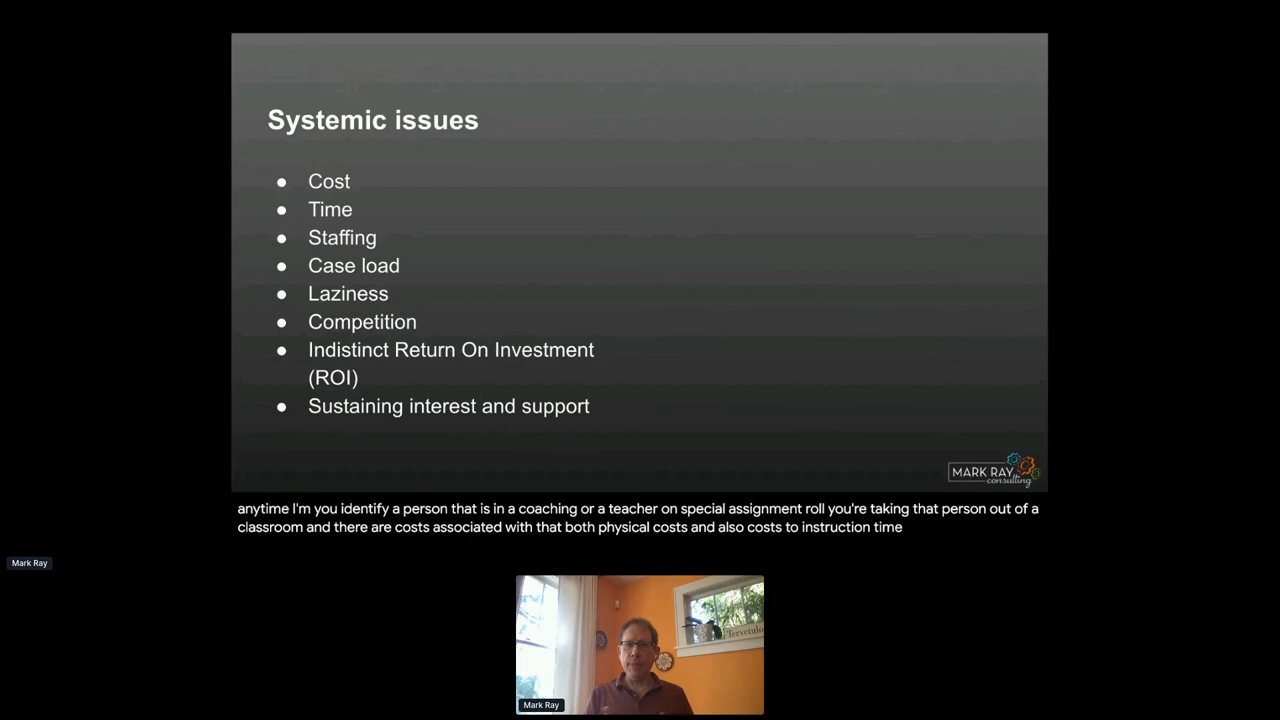 Systemic issues
● Cost
● Time
● Staffing
● Case load
● Laziness
● Competition
● Indistinct Return On Investment
(ROI)
● Sustaining interest and support
MARK RAY
consulting
anytime I'm you identify a person that is in a coaching or a teacher on special assignment roll you're taking that person out of a
classroom and there are costs associated with that both physical costs and also costs to instruction time
Mark Ray
Mark Ray